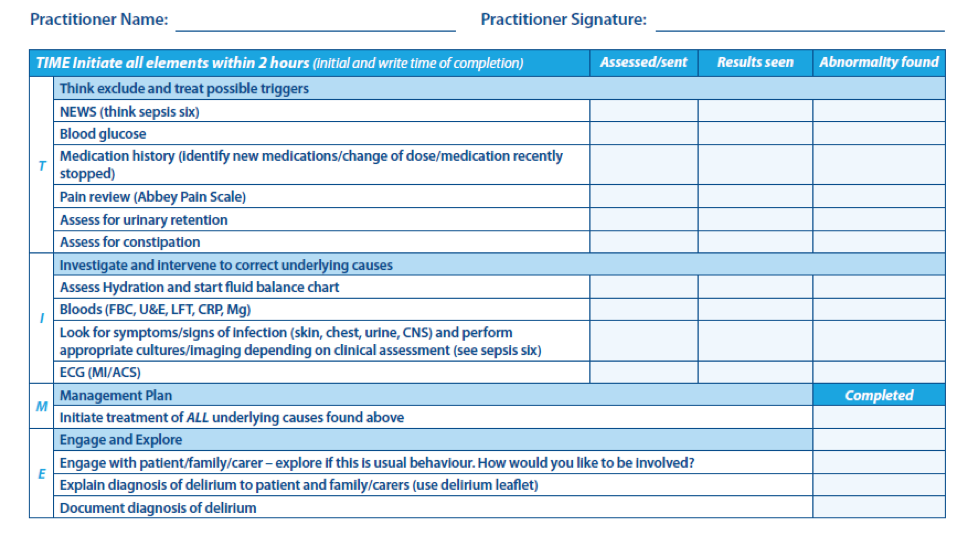 Practitioner Name:
Practitioner Signature:
TIME Initiate all elements within 2 hours (initial and write time of completion)
Assessed/sent
Results seen
Abnormality found
T
Think exclude and treat possible triggers
NEWS (think sepsis six)
Blood glucose
Medication history (identify new medications/change of dose/medication recently
stopped)
Pain review (Abbey Pain Scale)
Assess for urinary retention
Assess for constipation
I
Investigate and intervene to correct underlying causes
Assess Hydration and start fluid balance chart
Bloods (FBC, U&E, LFT, CRP, Mg)
Look for symptoms/signs of infection (skin, chest, urine, CNS) and perform
appropriate cultures/imaging depending on clinical assessment (see sepsis six)
ECG (MI/ACS)
M
Management Plan
Completed
Initiate treatment of ALL underlying causes found above
E
Engage and Explore
Engage with patient/family/carer – explore if this is usual behaviour. How would you like to be involved?
Explain diagnosis of delirium to patient and family/carers (use delirium leaflet)
Document diagnosis of delirium